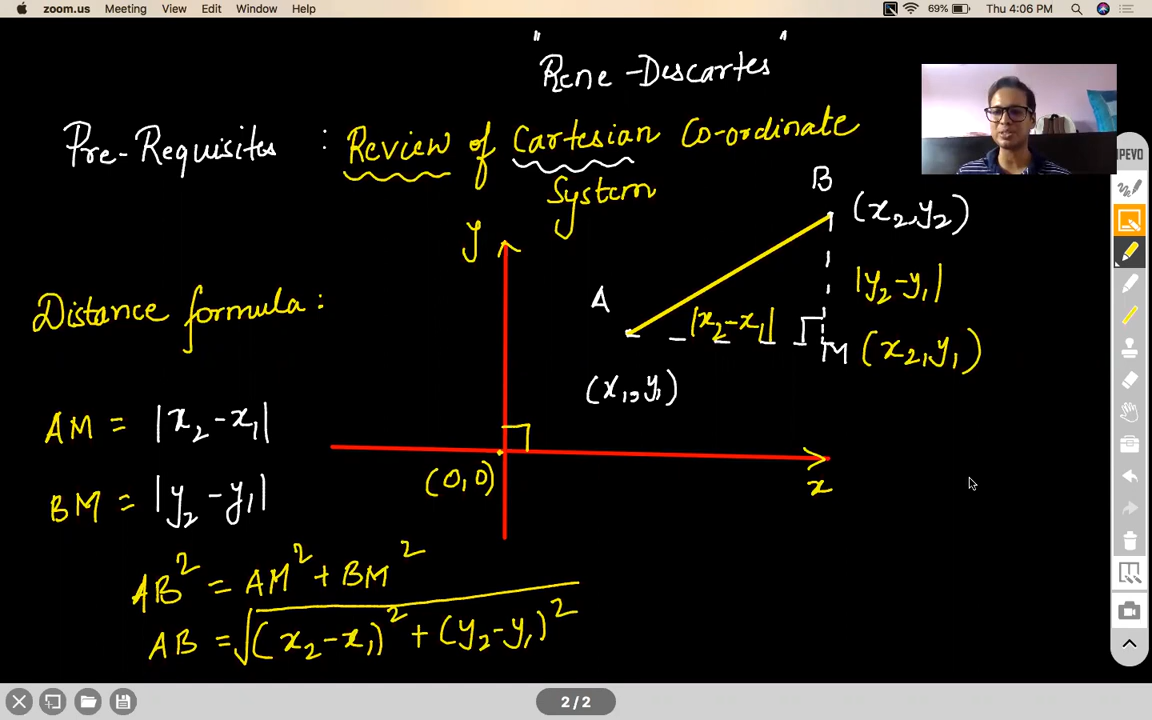 zoom.us Meeting View Edit Window Help 69% Thu 4:06 PM
"Rene-Descartes"
Pre-Requisites : Review of Cartesian Co-ordinate
System
IPEVO
B
(x₂,y₂)
y
A
|y₂-y₁|
Distance formula:
|x₂-x₁|
M (x₂,y₁)
(x₁,y₁)
AM = |x₂-x₁|
(0,0)
x
BM = |y₂-y₁|
AB² = AM² + BM²
AB = √(x₂-x₁)² + (y₂-y₁)²
2/2